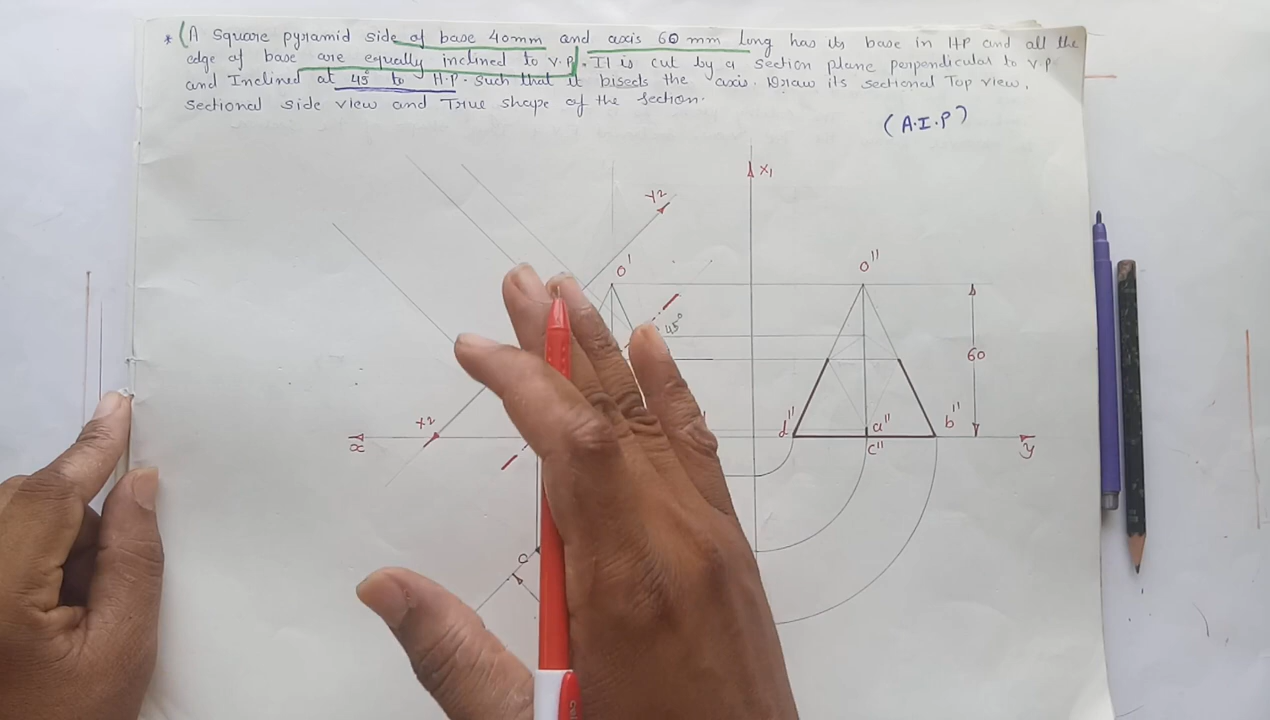 * (A Square pyramid side of base 40mm and axis 60 mm long has its base in HP and all the
edge of base are equally inclined to V.P. It is cut by a section plane perpendicular to V.P
and Inclined at 45° to H.P. Such that it bisects the axis. Draw its sectional Top view,
sectional side view and True shape of the section.
(A.I.P)
X1
Y2
o'
o''
45°
60
X2
d''
a''
b''
x
c''
y